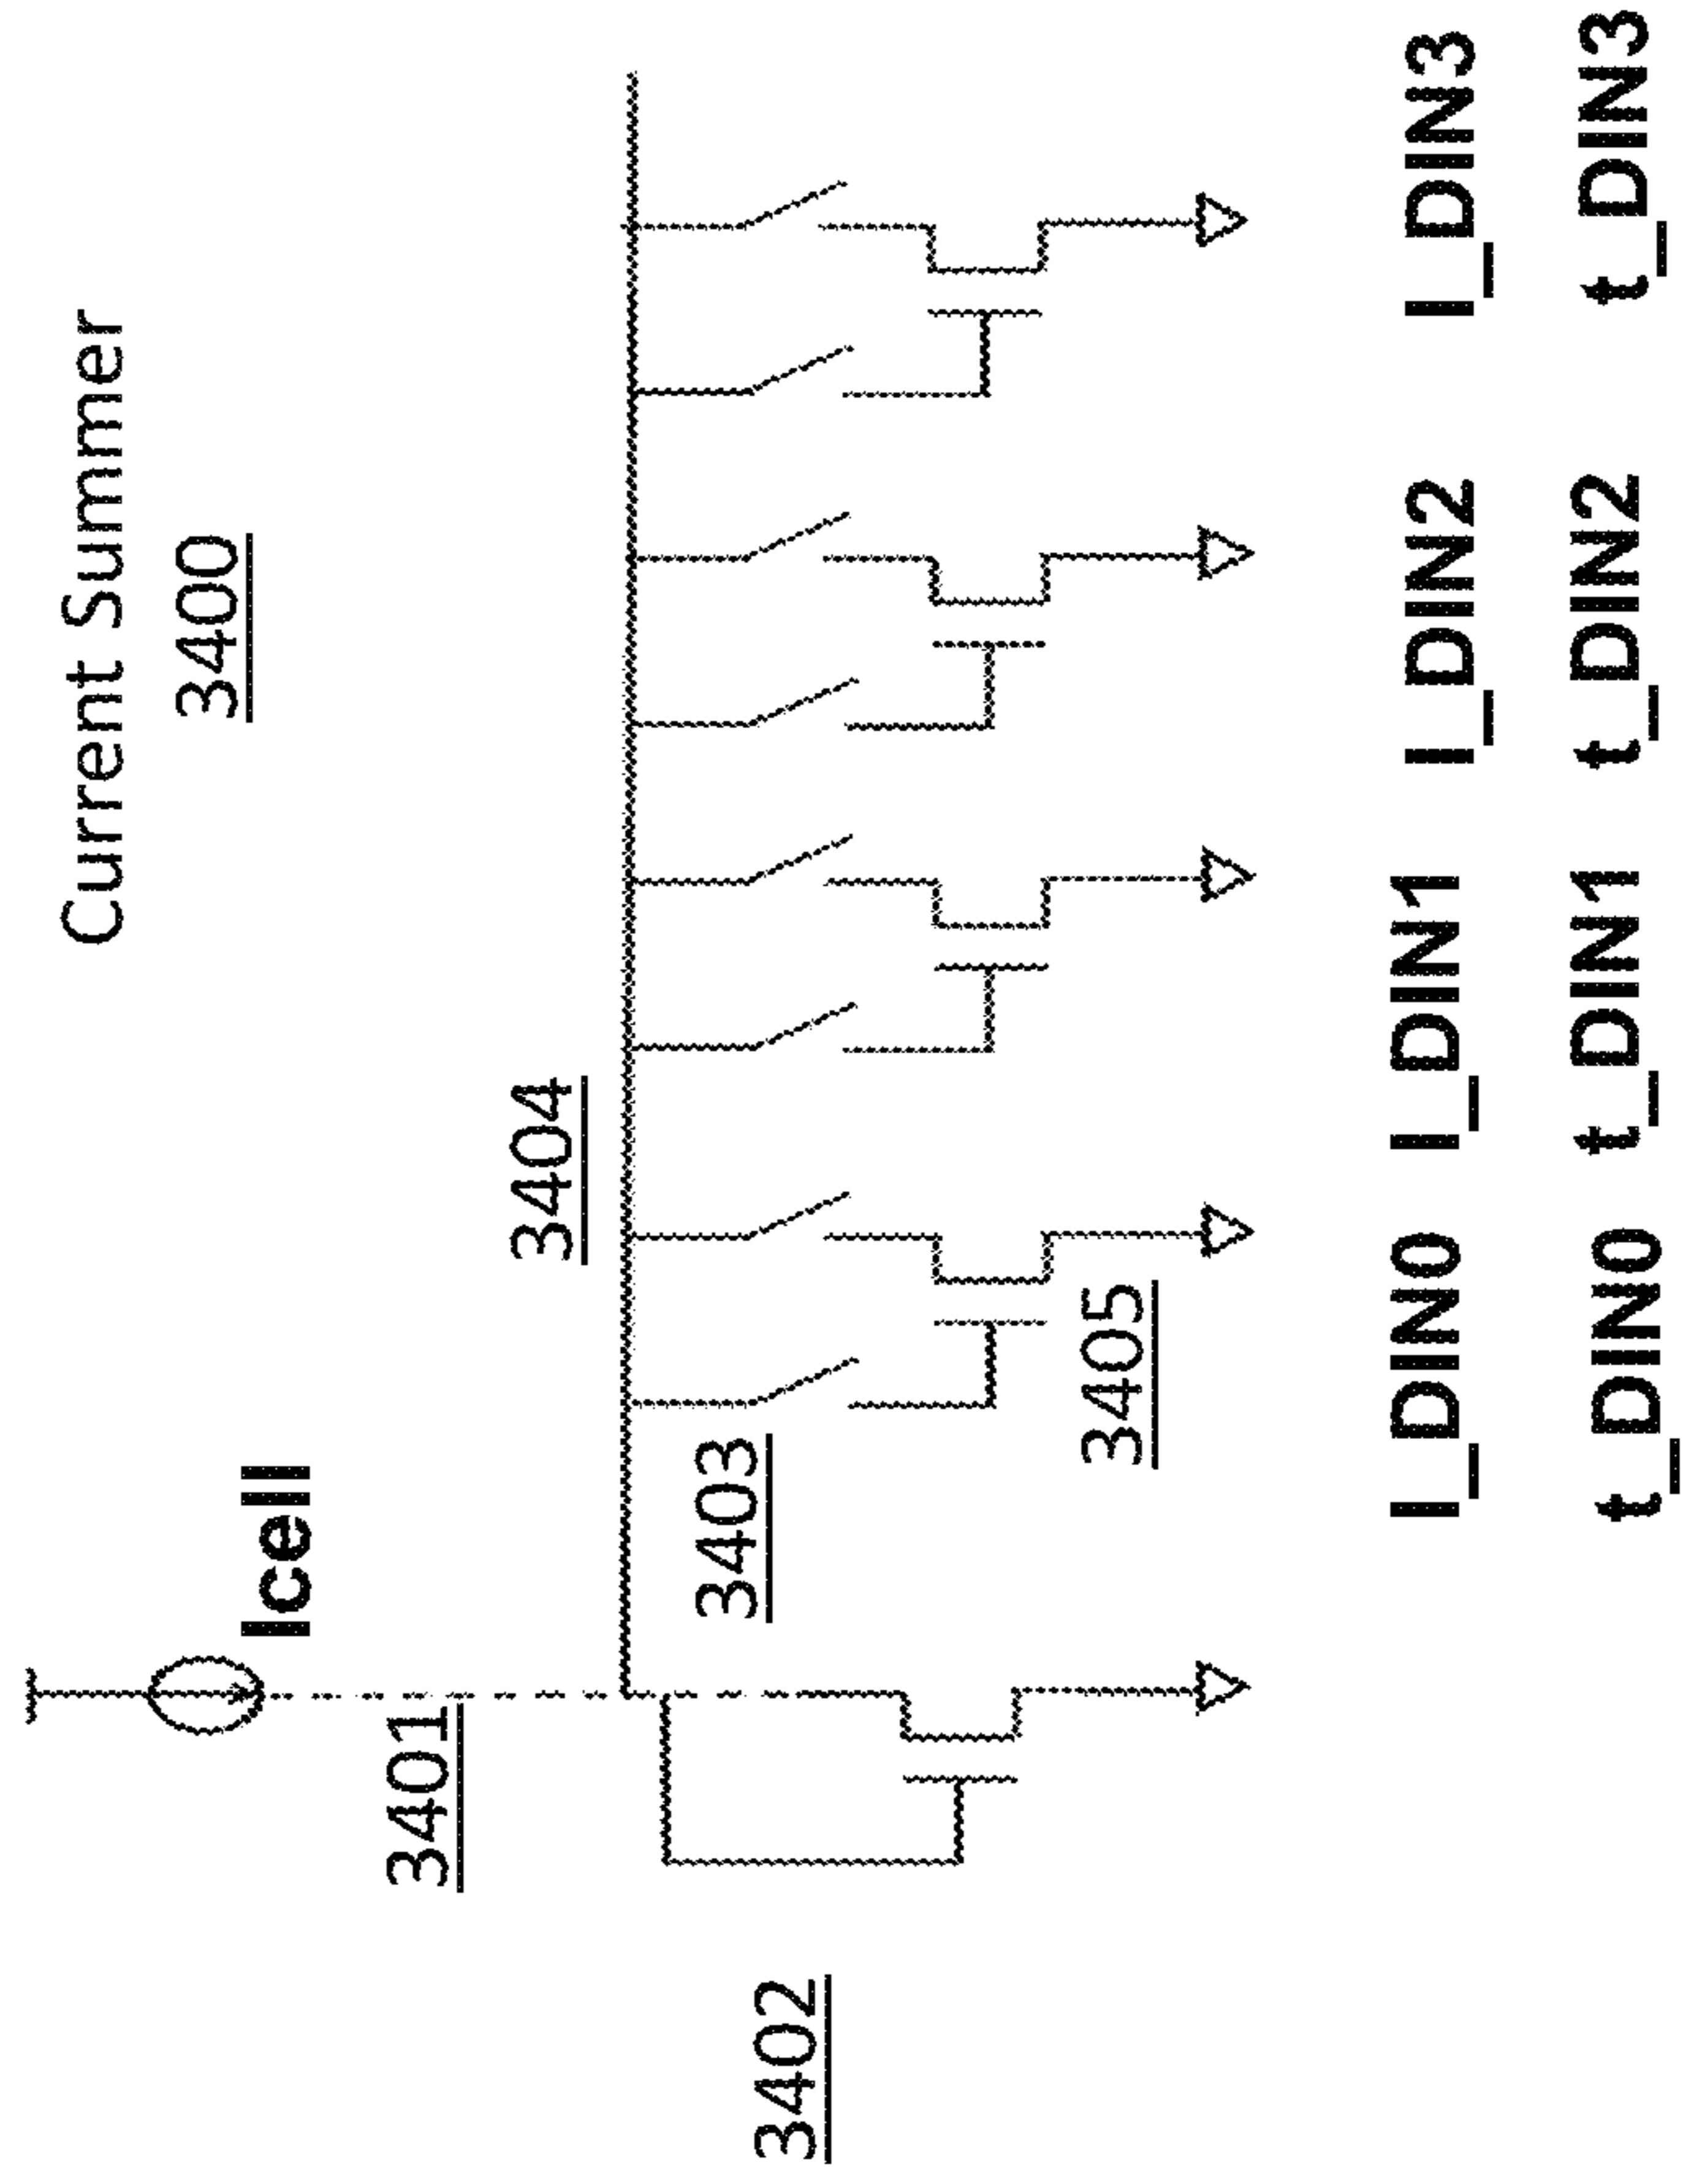 Current Summer
3400
Icell
3401
3404
3403
3402
3405
I_DIN0 I_DIN1 I_DIN2 I_DIN3
t_DIN0 t_DIN1 t_DIN2 t_DIN3